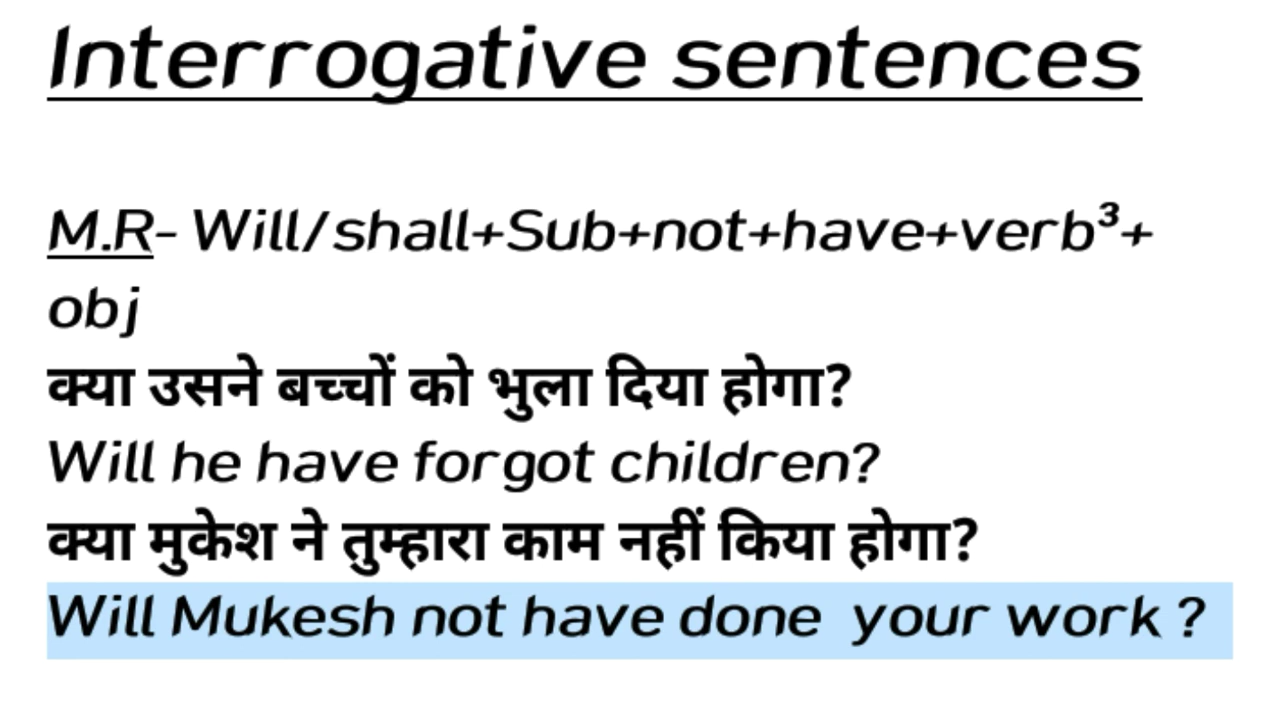 Interrogative sentences
M.R- Will/shall+Sub+not+have+verb³+
obj
क्या उसने बच्चों को भुला दिया होगा?
Will he have forgot children?
क्या मुकेश ने तुम्हारा काम नहीं किया होगा?
Will Mukesh not have done  your work ?